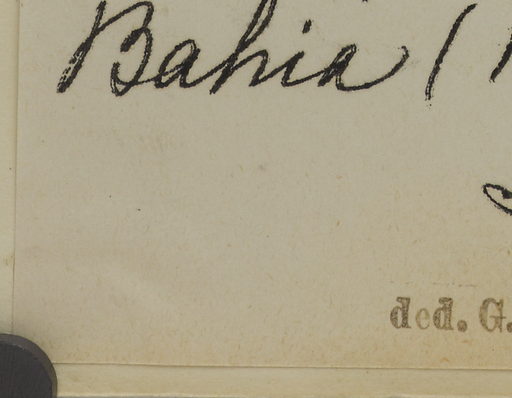 Bahia (
ded. G.